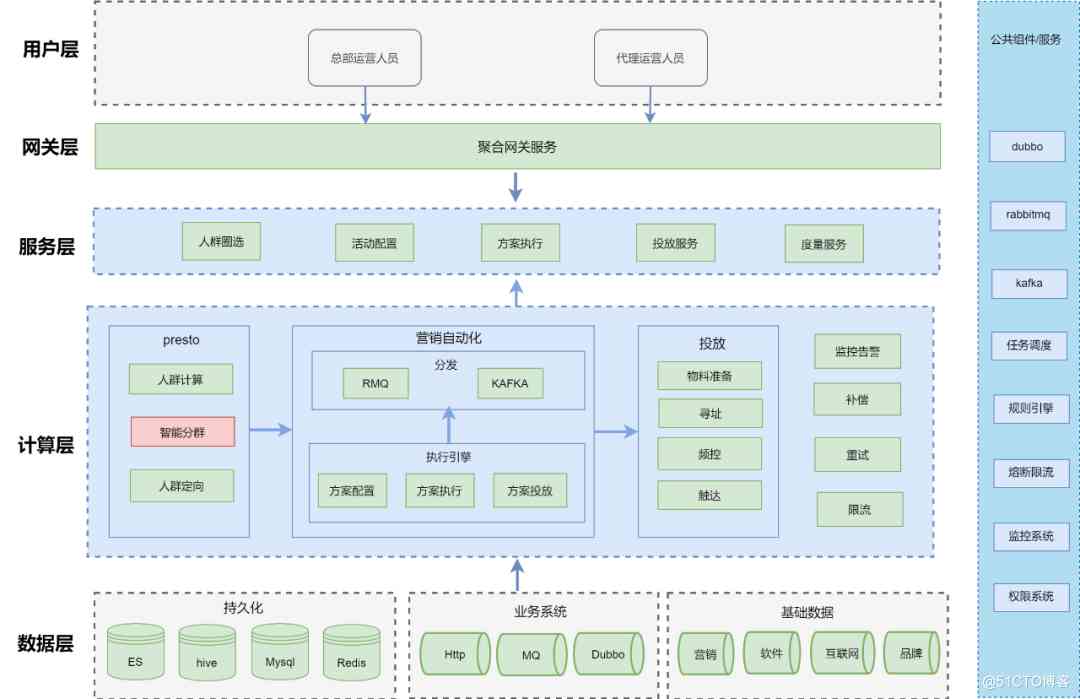 用户层
总部运营人员
代理运营人员
网关层
聚合网关服务
服务层
人群圈选
活动配置
方案执行
投放服务
度量服务
计算层
presto
人群计算
智能分群
人群定向
营销自动化
分发
RMQ
KAFKA
执行引擎
方案配置
方案执行
方案投放
投放
物料准备
寻址
频控
触达
监控告警
补偿
重试
限流
数据层
持久化
ES
hive
Mysql
Redis
业务系统
Http
MQ
Dubbo
基础数据
营销
软件
互联网
品牌
公共组件/服务
dubbo
rabbitmq
kafka
任务调度
规则引擎
熔断限流
监控系统
权限系统
@51CTO博客